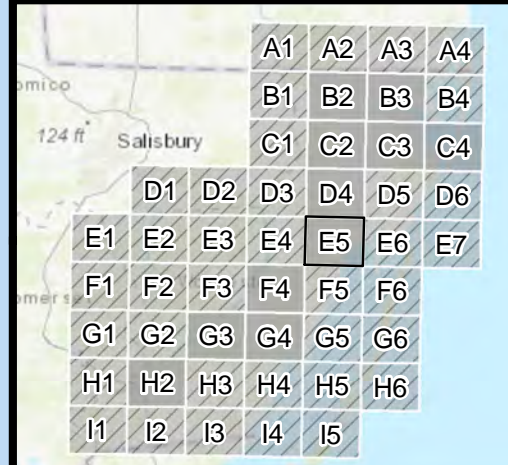 A1 A2 A3 A4
omico
B1 B2 B3 B4
124 ft
Salisbury
C1 C2 C3 C4
D1 D2 D3 D4 D5 D6
E1 E2 E3 E4 E5 E6 E7
F1 F2 F3 F4 F5 F6
omerse
G1 G2 G3 G4 G5 G6
H1 H2 H3 H4 H5 H6
I1 I2 I3 I4 I5